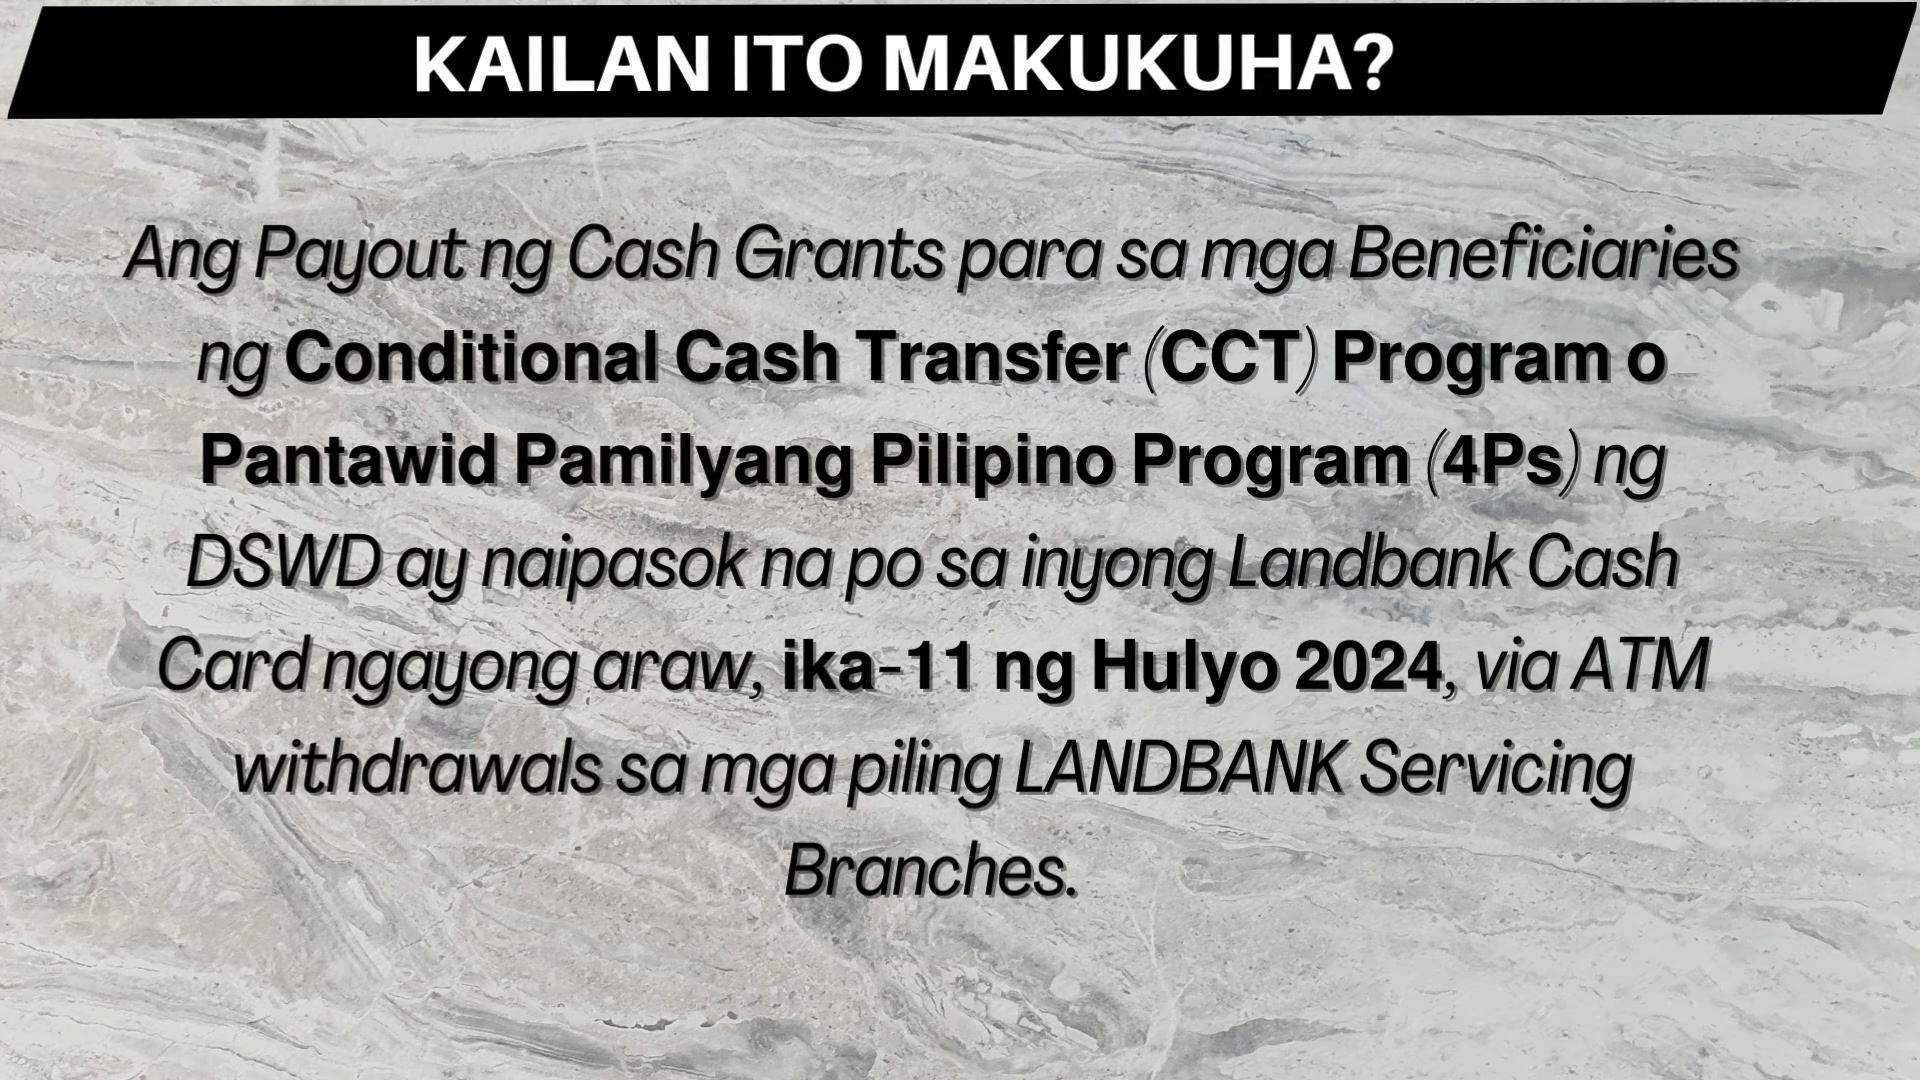 KAILAN ITO MAKUKUHA?
Ang Payout ng Cash Grants para sa mga Beneficiaries
ng Conditional Cash Transfer (CCT) Program o
Pantawid Pamilyang Pilipino Program (4Ps) ng
DSWD ay naipasok na po sa inyong Landbank Cash
Card ngayong araw, ika-11 ng Hulyo 2024, via ATM
withdrawals sa mga piling LANDBANK Servicing
Branches.